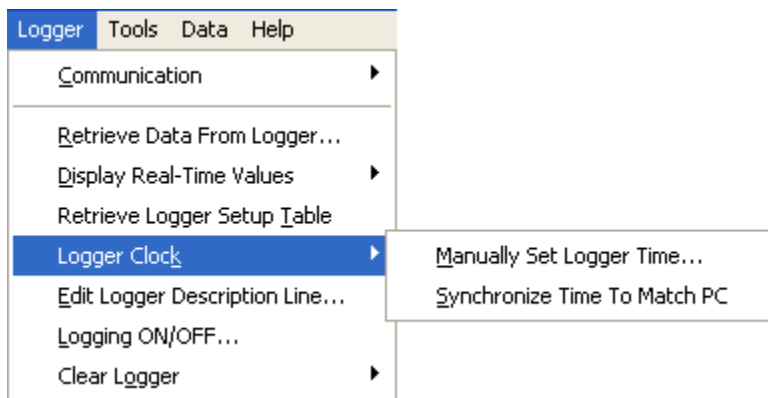 Logger Tools Data Help
Communication
Retrieve Data From Logger...
Display Real-Time Values
Retrieve Logger Setup Table
Logger Clock
Manually Set Logger Time...
Edit Logger Description Line...
Synchronize Time To Match PC
Logging ON/OFF...
Clear Logger